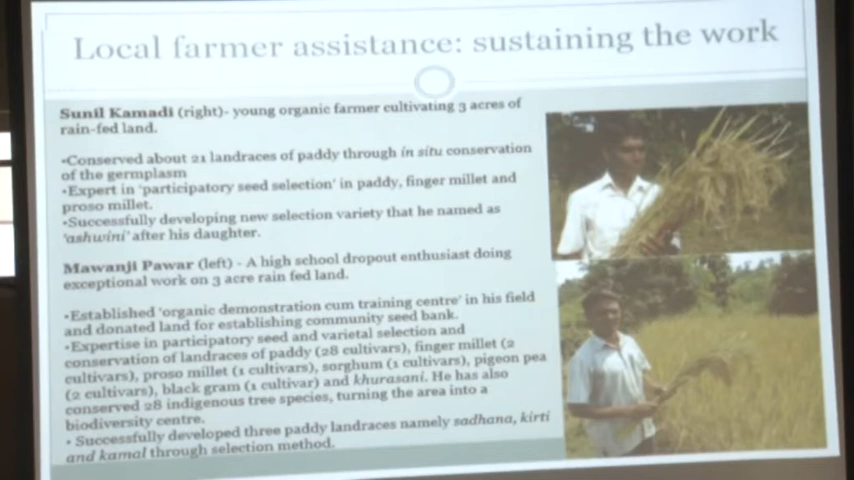 Local farmer assistance: sustaining the work
Sunil Kamadi (right)- young organic farmer cultivating 3 acres of
rain-fed land.
•Conserved about 21 landraces of paddy through in situ conservation
of the germplasm
•Expert in 'participatory seed selection' in paddy, finger millet and
proso millet.
•Successfully developing new selection variety that he named as
'ashwini' after his daughter.
Mawanji Pawar (left) - A high school dropout enthusiast doing
exceptional work on 3 acre rain fed land.
•Established 'organic demonstration cum training centre' in his field
and donated land for establishing community seed bank.
•Expertise in participatory seed and varietal selection and
conservation of landraces of paddy (28 cultivars), finger millet (2
cultivars), proso millet (1 cultivars), sorghum (1 cultivars), pigeon pea
(2 cultivars), black gram (1 cultivar) and khurasani. He has also
conserved 28 indigenous tree species, turning the area into a
biodiversity centre.
• Successfully developed three paddy landraces namely sadhana, kirti
and kamal through selection method.